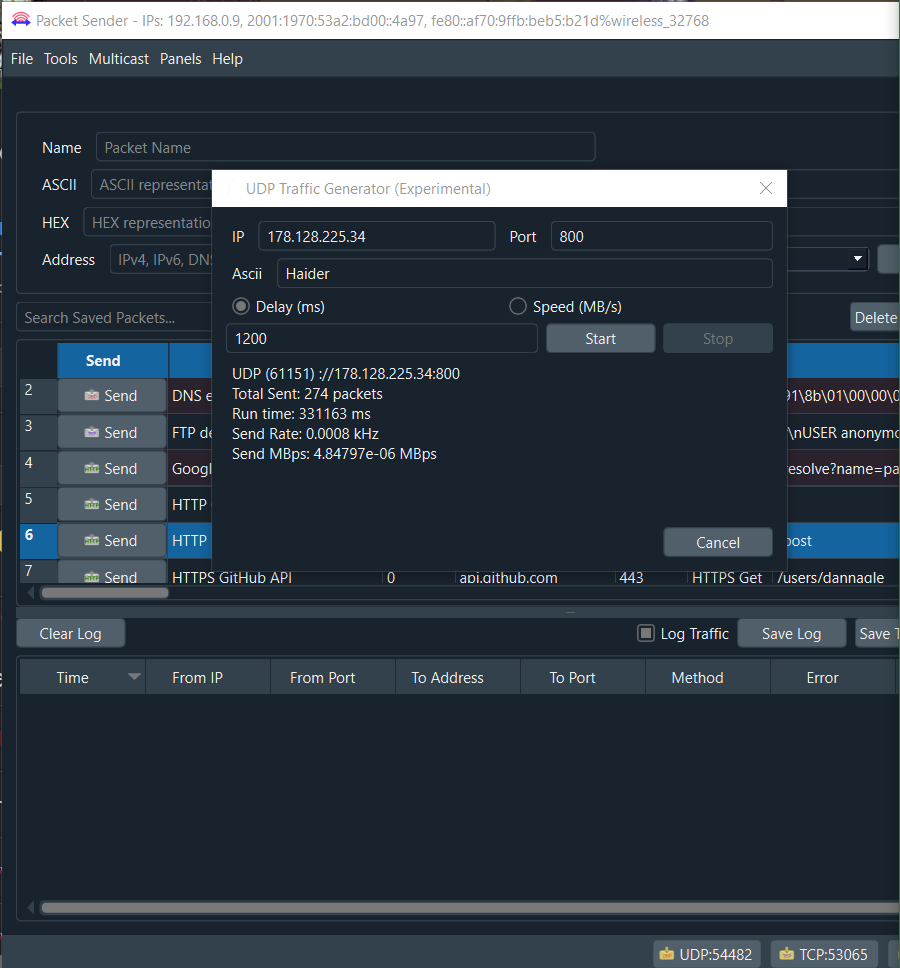 Packet Sender - IPs: 192.168.0.9, 2001:1970:53a2:bd00::4a97, fe80::af70:9ffb:beb5:b21d%wireless_32768
File Tools Multicast Panels Help
Name Packet Name
ASCII ASCII representat
HEX HEX representatio
Address IPv4, IPv6, DNS
UDP Traffic Generator (Experimental)
IP 178.128.225.34 Port 800
Ascii Haider
Delay (ms) Speed (MB/s)
1200 Start Stop
UDP (61151) ://178.128.225.34:800
Total Sent: 274 packets
Run time: 331163 ms
Send Rate: 0.0008 kHz
Send MBps: 4.84797e-06 MBps
Cancel
Search Saved Packets... Delete
Send
2 Send DNS e 91\8b\01\00\00\0
3 Send FTP de \nUSER anonymo
4 Send Googl resolve?name=pa
5 Send HTTP
6 Send HTTP post
7 Send HTTPS GitHub API 0 api.github.com 443 HTTPS Get /users/dannagle
Clear Log Log Traffic Save Log Save T
Time From IP From Port To Address To Port Method Error
UDP:54482 TCP:53065